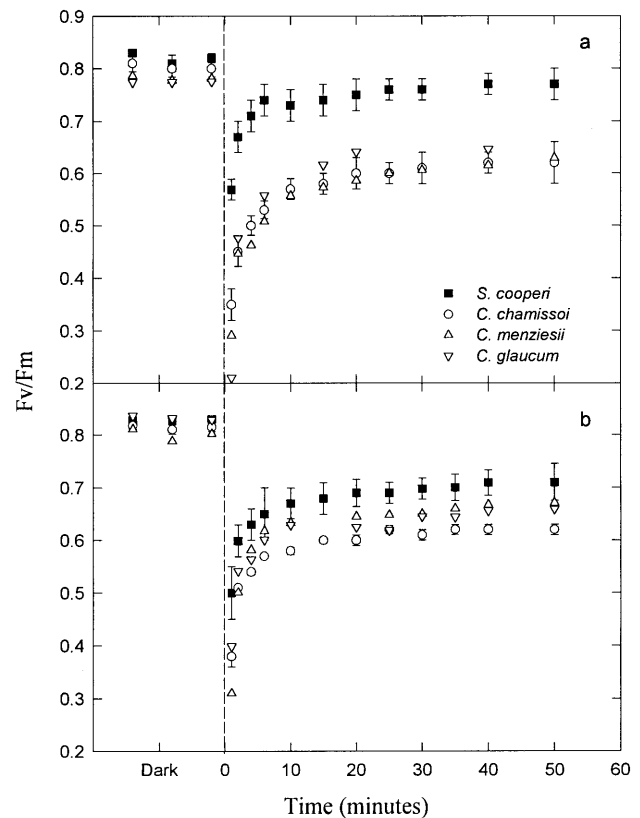 0.9
a
0.8
0.7
0.6
0.5
0.4
0.3
0.2
S. cooperi
C. chamissoi
C. menziesii
C. glaucum
Fv/Fm
b
0.8
0.7
0.6
0.5
0.4
0.3
0.2
Dark 0 10 20 30 40 50 60
Time (minutes)